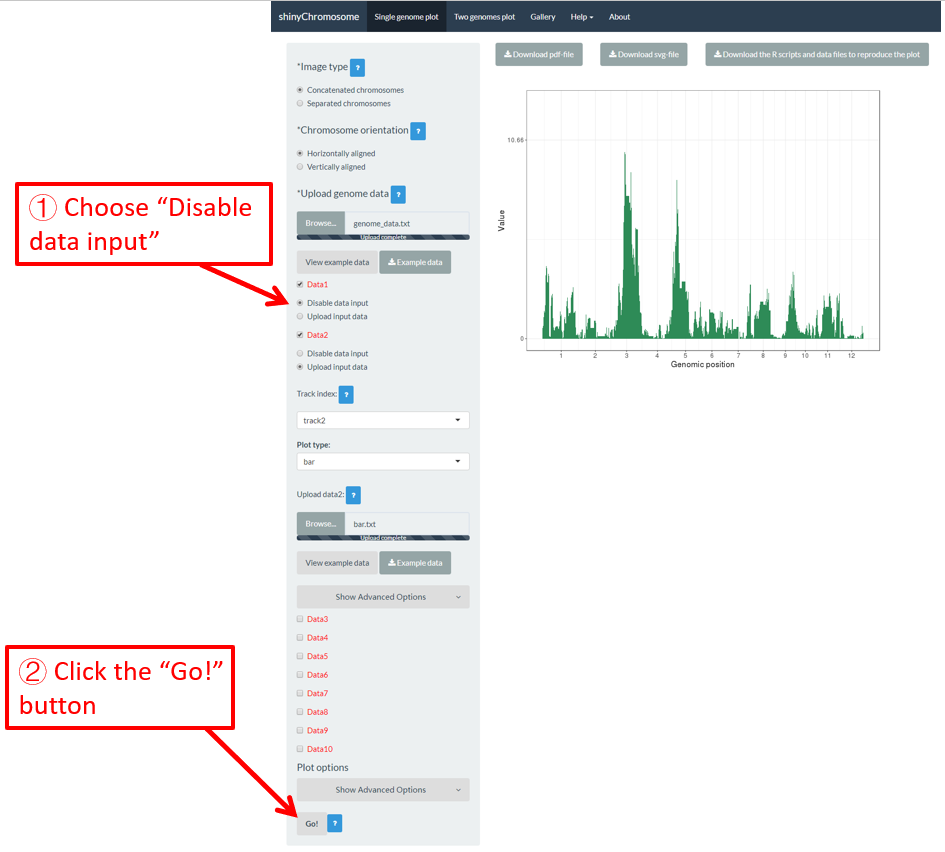 shinyChromosome
Single genome plot
Two genomes plot
Gallery
Help
About
① Choose “Disable
data input”
② Click the “Go!”
button
*Image type ?
Concatenated chromosomes
Separated chromosomes
*Chromosome orientation ?
Horizontally aligned
Vertically aligned
*Upload genome data ?
Browse... genome_data.txt
Upload complete
View example data Example data
Data1
Disable data input
Upload input data
Data2
Disable data input
Upload input data
Track index: ?
track2
Plot type:
bar
Upload data2: ?
Browse... bar.txt
Upload complete
View example data Example data
Show Advanced Options
Data3
Data4
Data5
Data6
Data7
Data8
Data9
Data10
Plot options
Show Advanced Options
Go! ?
Download pdf-file
Download svg-file
Download the R scripts and data files to reproduce the plot
10.66
Value
0
1 2 3 4 5 6 7 8 9 10 11 12
Genomic position